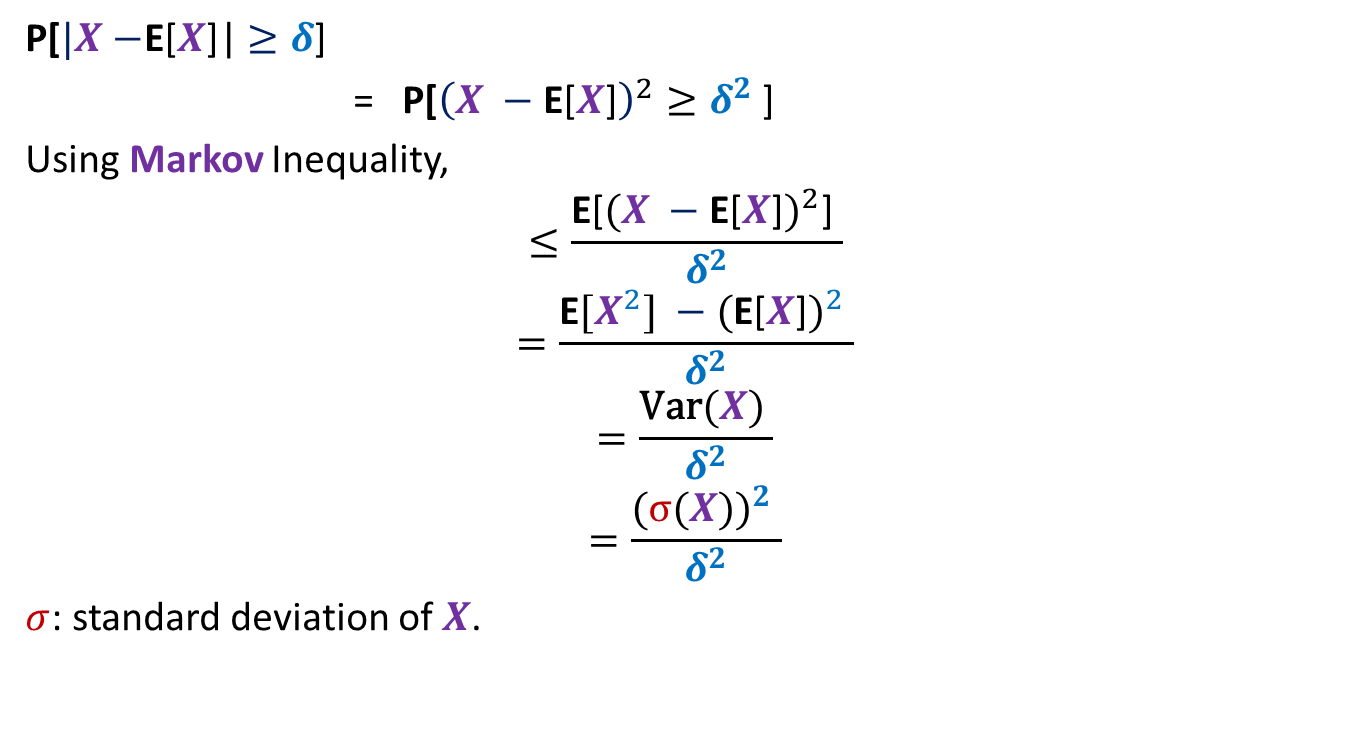 P[|X −E[X]| ≥ δ]
= P[(X − E[X])² ≥ δ² ]
Using Markov Inequality,
≤ E[(X − E[X])²] / δ²
= E[X²] − (E[X])² / δ²
= Var(X) / δ²
= (σ(X))² / δ²
σ: standard deviation of X.